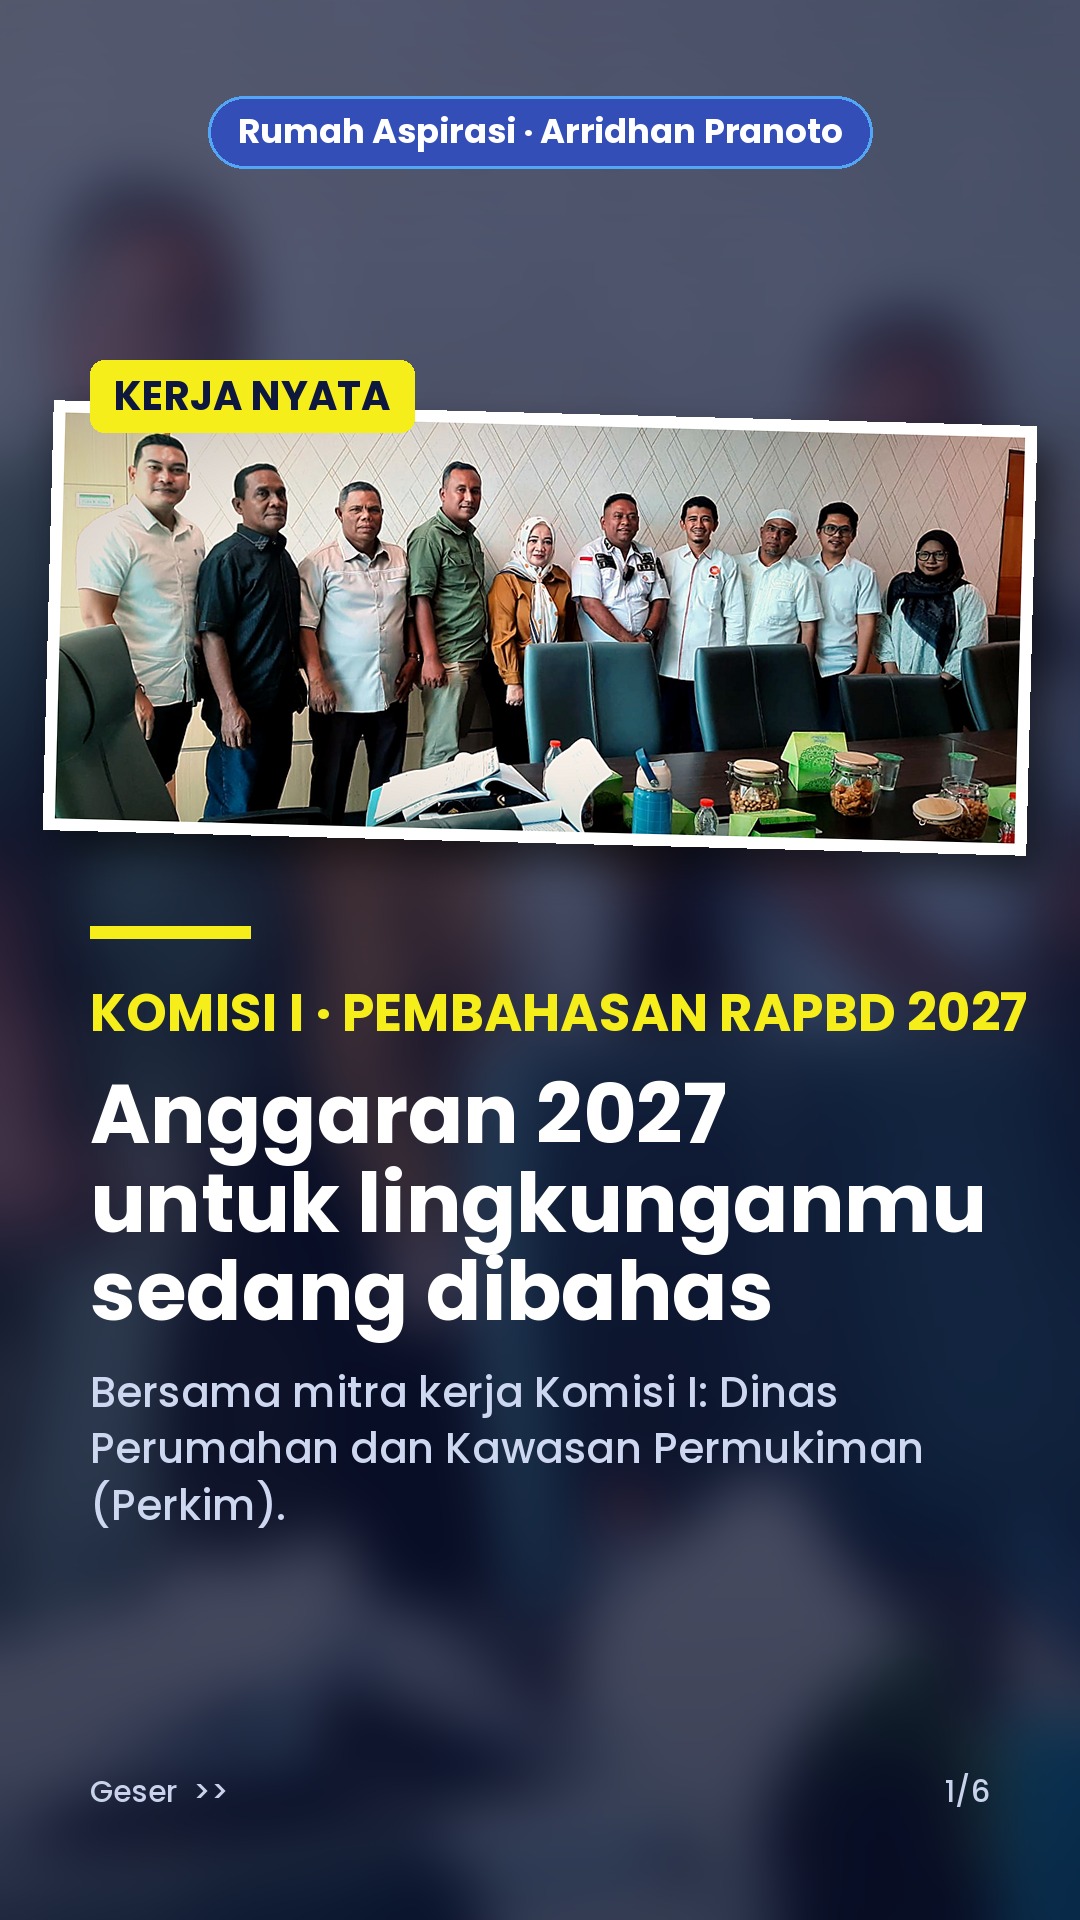 Rumah Aspirasi · Arridhan Pranoto
KERJA NYATA
KOMISI I · PEMBAHASAN RAPBD 2027
Anggaran 2027
untuk lingkunganmu
sedang dibahas
Bersama mitra kerja Komisi I: Dinas
Perumahan dan Kawasan Permukiman
(Perkim).
Geser >>
1/6